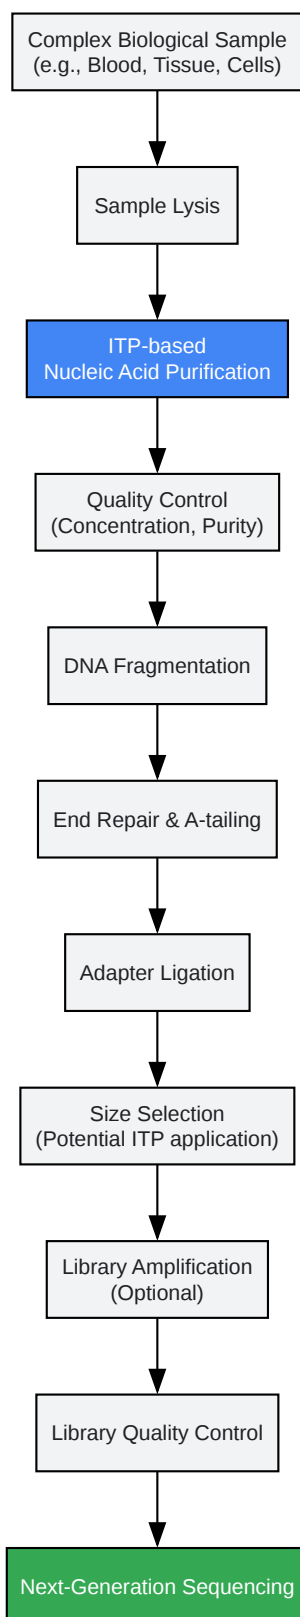 Complex Biological Sample
(e.g., Blood, Tissue, Cells)
Sample Lysis
ITP-based
Nucleic Acid Purification
Quality Control
(Concentration, Purity)
DNA Fragmentation
End Repair & A-tailing
Adapter Ligation
Size Selection
(Potential ITP application)
Library Amplification
(Optional)
Library Quality Control
Next-Generation Sequencing